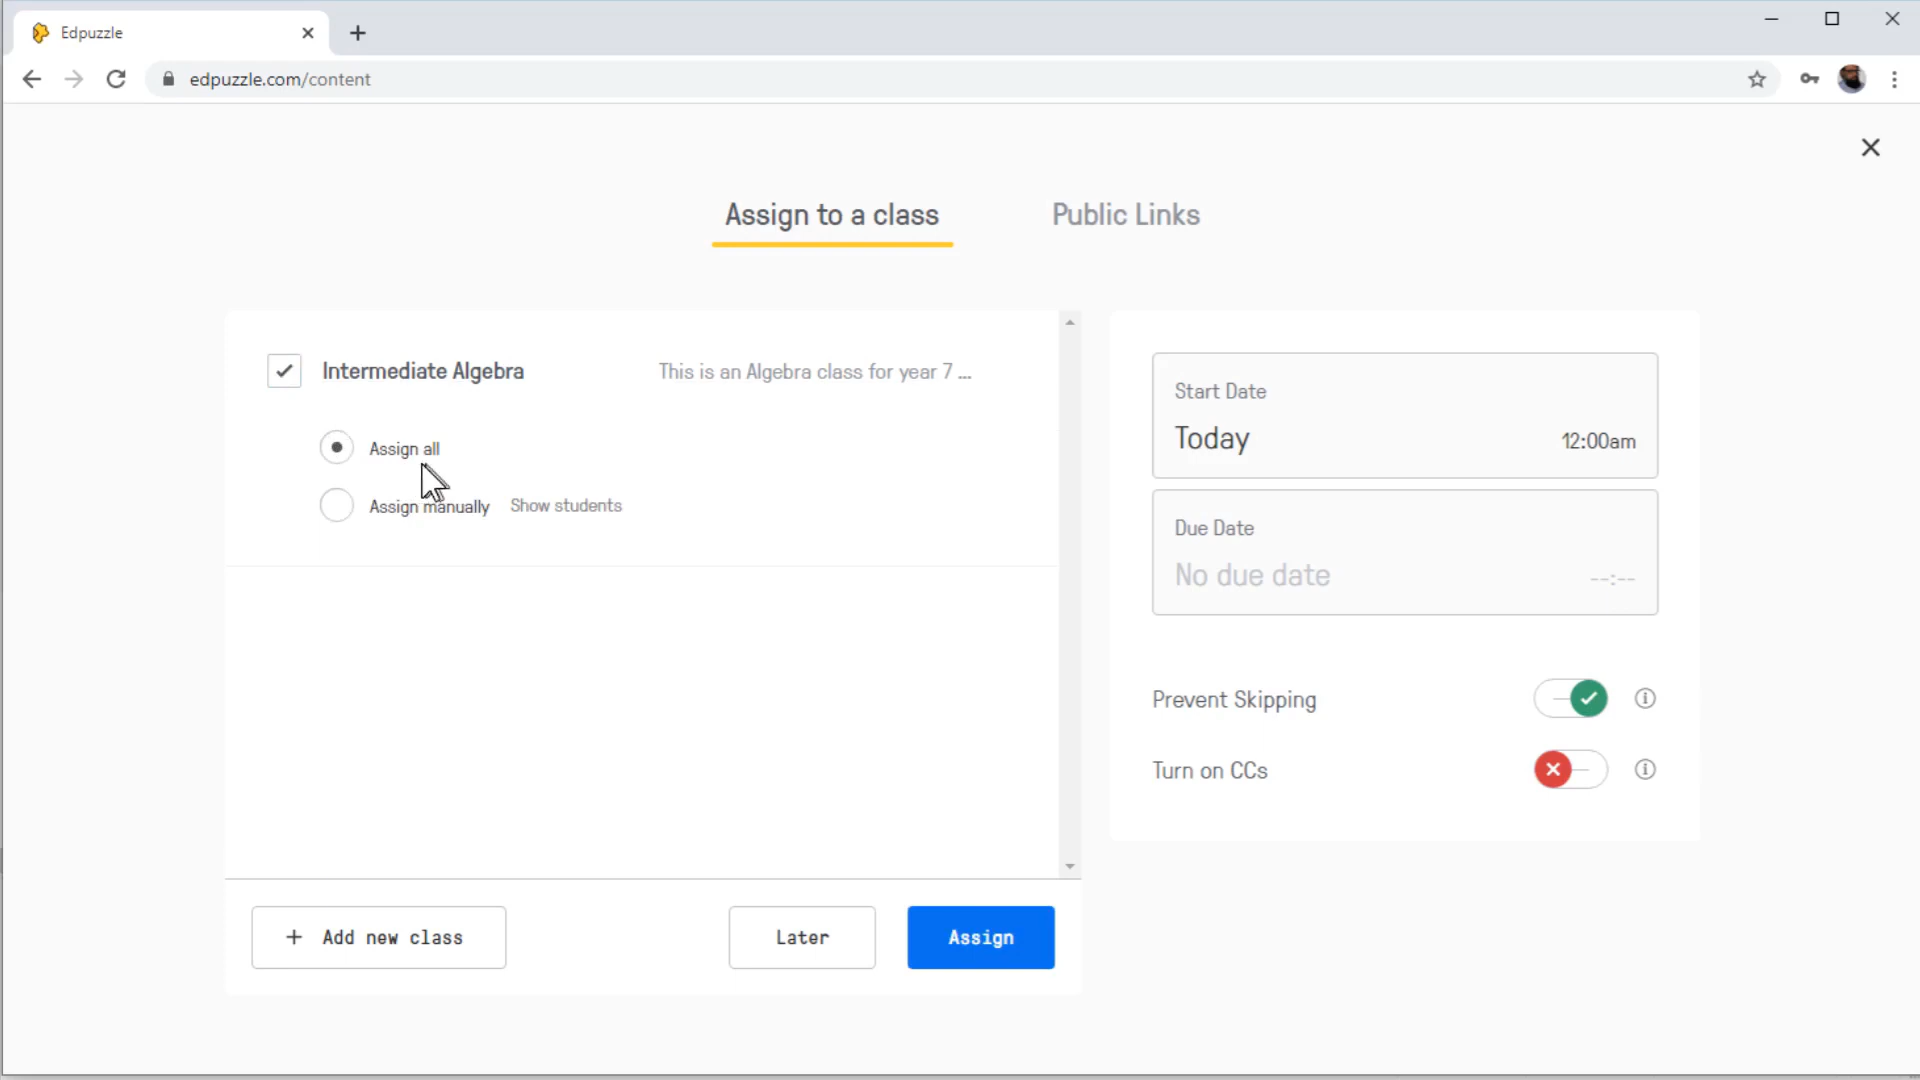 Edpuzzle
edpuzzle.com/content
Assign to a class
Public Links
Intermediate Algebra
This is an Algebra class for year 7 ...
Assign all
Assign manually
Show students
Start Date
Today
12:00am
Due Date
No due date
--:--
Prevent Skipping
Turn on CCs
+ Add new class
Later
Assign